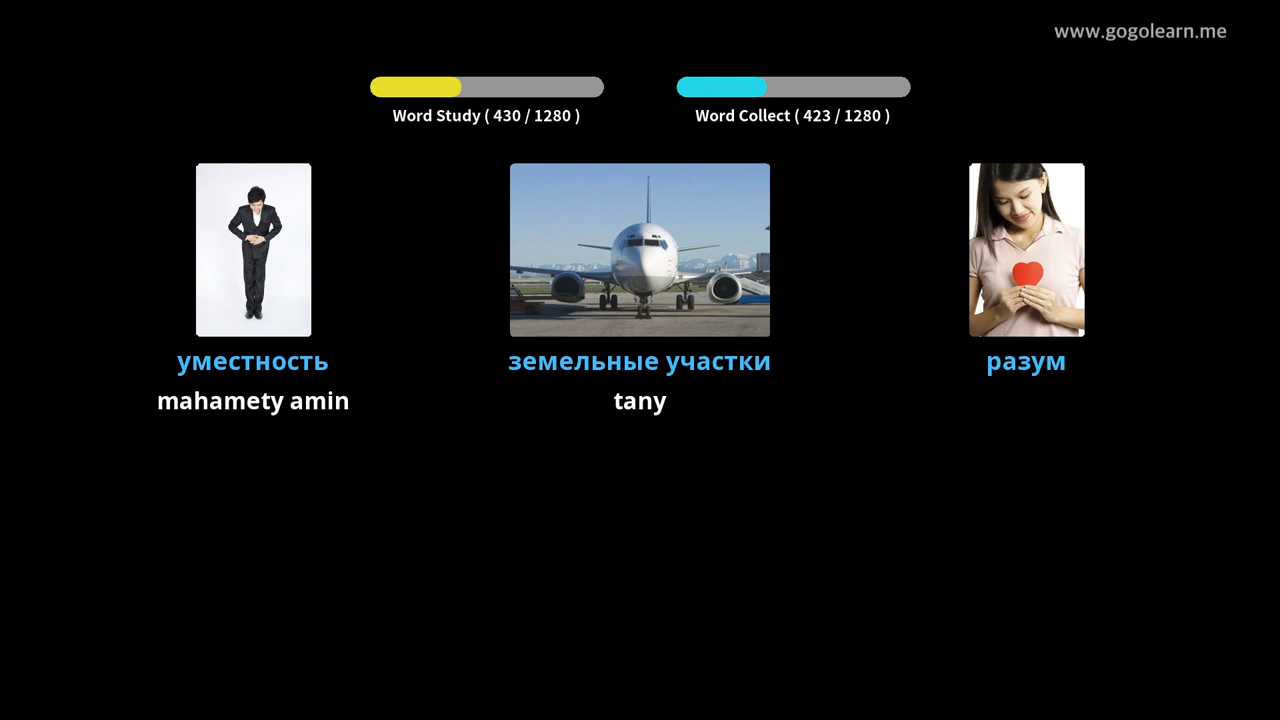 www.gogolearn.me
Word Study ( 430 / 1280 )
Word Collect ( 423 / 1280 )
уместность
земельные участки
разум
mahamety amin
tany